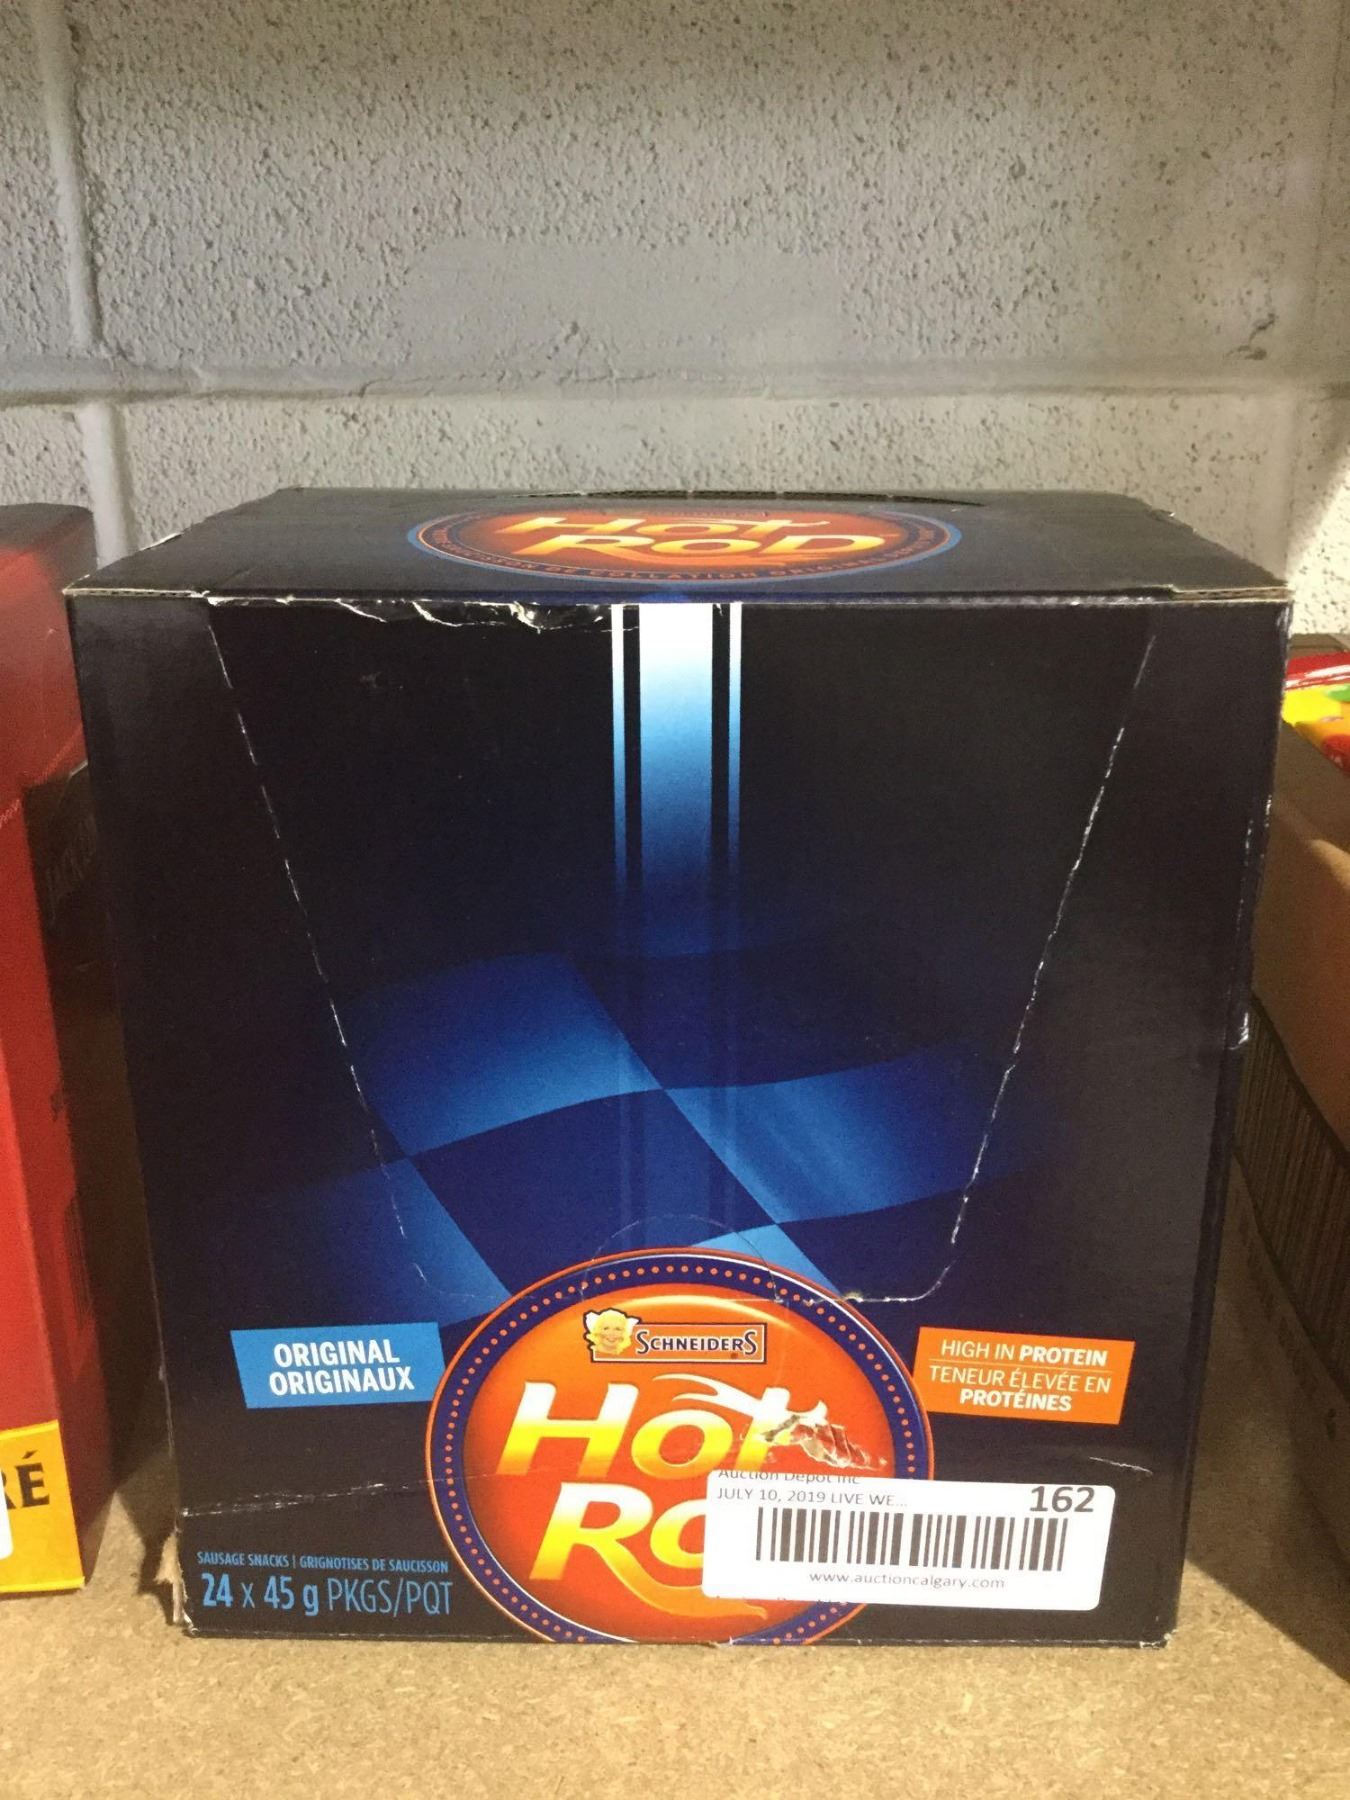 HOT
ROD
ORIGINAL
ORIGINAUX
SCHNEIDERS
HOT
HIGH IN PROTEIN
TENEUR ÉLEVÉE EN
PROTÉINES
SAUSAGE SNACKS | GRIGNOTISES DE SAUCISSON
24 x 45 g PKGS/PQT
Auction Depot Inc
JULY 10, 2019 LIVE WE...
162
www.auctioncalgary.com
RÉ